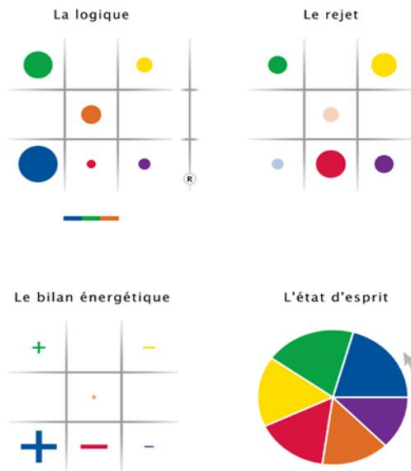 La logique
Le rejet
R
Le bilan énergétique
L'état d'esprit